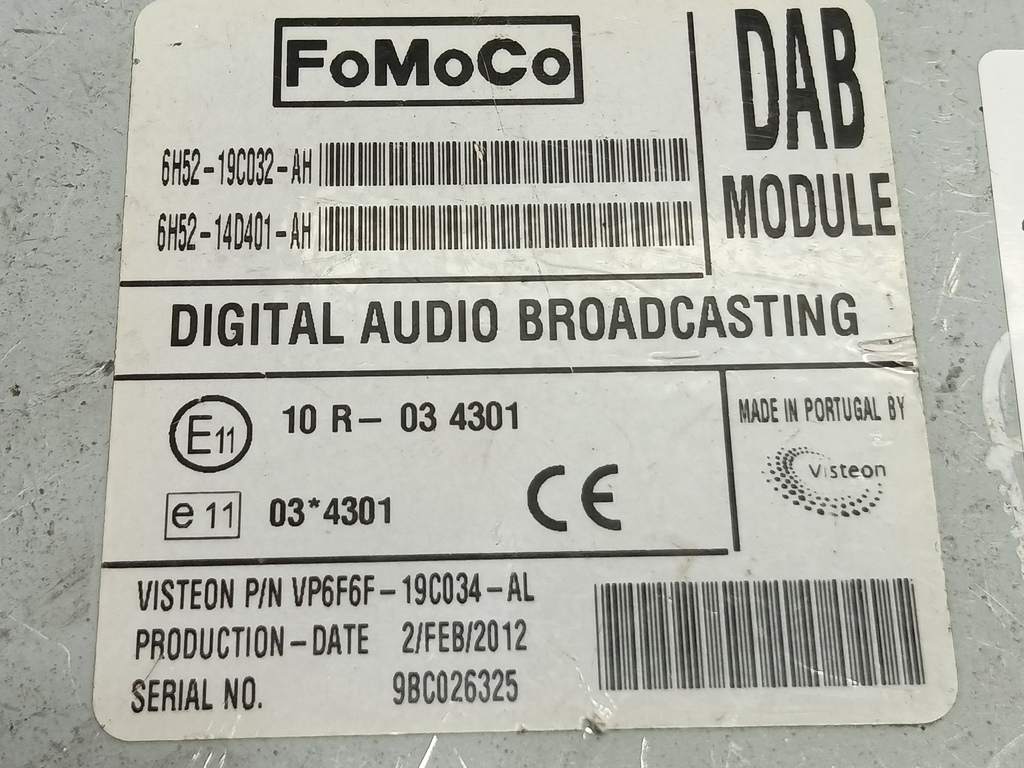 FoMoCo
DAB
MODULE
6H52-19C032-AH
6H52-14D401-AH
DIGITAL AUDIO BROADCASTING
E11 10 R- 03 4301
e 11 03*4301
CE
MADE IN PORTUGAL BY
Visteon
VISTEON P/N VP6F6F-19C034-AL
PRODUCTION-DATE 2/FEB/2012
SERIAL NO. 9BC026325